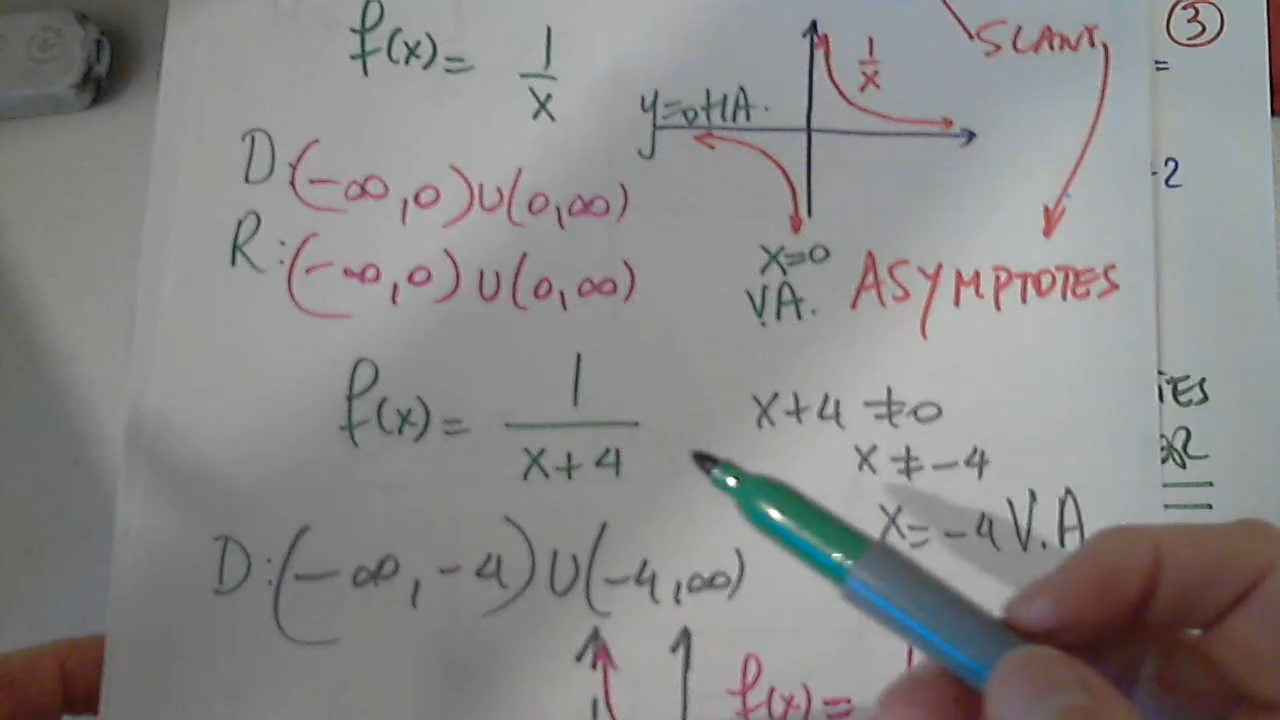 f(x) = 1/x
SLANT,
③
=
1/x
y=0 H.A.
D:(-∞,0)∪(0,∞)
-2
R:(-∞,0)∪(0,∞)
x=0
V.A.
ASYMPTOTES
f(x) = 1/(x+4)
x+4 ≠0
x ≠-4
x=-4 V.A
D:(-∞,-4)∪(-4,∞)
f(x)=